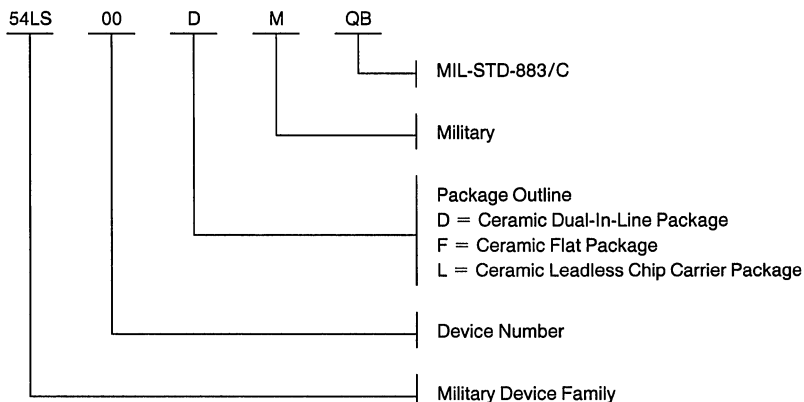 54LS 00 D M QB
MIL-STD-883/C
Military
Package Outline
D = Ceramic Dual-In-Line Package
F = Ceramic Flat Package
L = Ceramic Leadless Chip Carrier Package
Device Number
Military Device Family